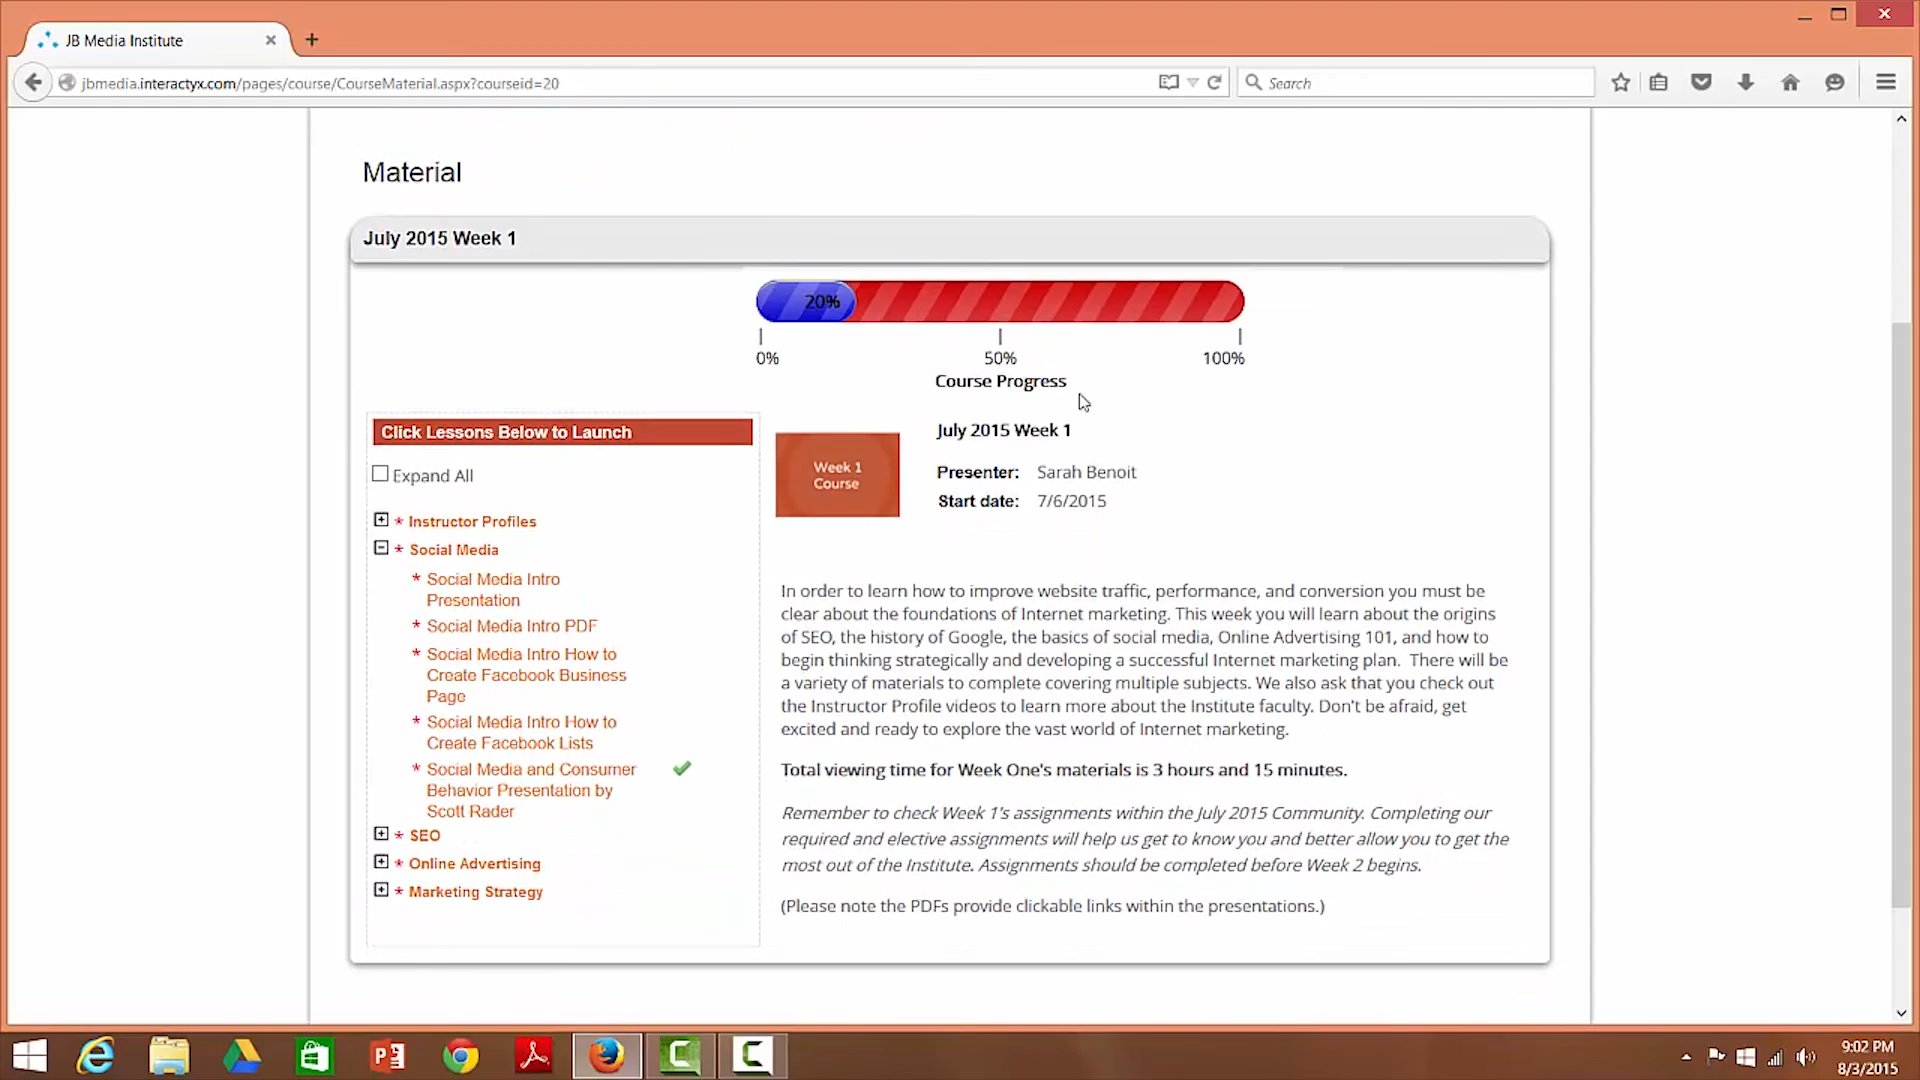 JB Media Institute
jbmedia.interactyx.com/pages/course/CourseMaterial.aspx?courseid=20
Search
Material
July 2015 Week 1
20%
0%
50%
100%
Course Progress
Click Lessons Below to Launch
Expand All
* Instructor Profiles
* Social Media
* Social Media Intro
Presentation
* Social Media Intro PDF
* Social Media Intro How to
Create Facebook Business
Page
* Social Media Intro How to
Create Facebook Lists
* Social Media and Consumer
Behavior Presentation by
Scott Rader
* SEO
* Online Advertising
* Marketing Strategy
Week 1
Course
July 2015 Week 1
Presenter: Sarah Benoit
Start date: 7/6/2015
In order to learn how to improve website traffic, performance, and conversion you must be
clear about the foundations of Internet marketing. This week you will learn about the origins
of SEO, the history of Google, the basics of social media, Online Advertising 101, and how to
begin thinking strategically and developing a successful Internet marketing plan.  There will be
a variety of materials to complete covering multiple subjects. We also ask that you check out
the Instructor Profile videos to learn more about the Institute faculty. Don't be afraid, get
excited and ready to explore the vast world of Internet marketing.
Total viewing time for Week One's materials is 3 hours and 15 minutes.
Remember to check Week 1's assignments within the July 2015 Community. Completing our
required and elective assignments will help us get to know you and better allow you to get the
most out of the Institute. Assignments should be completed before Week 2 begins.
(Please note the PDFs provide clickable links within the presentations.)
9:02 PM
8/3/2015